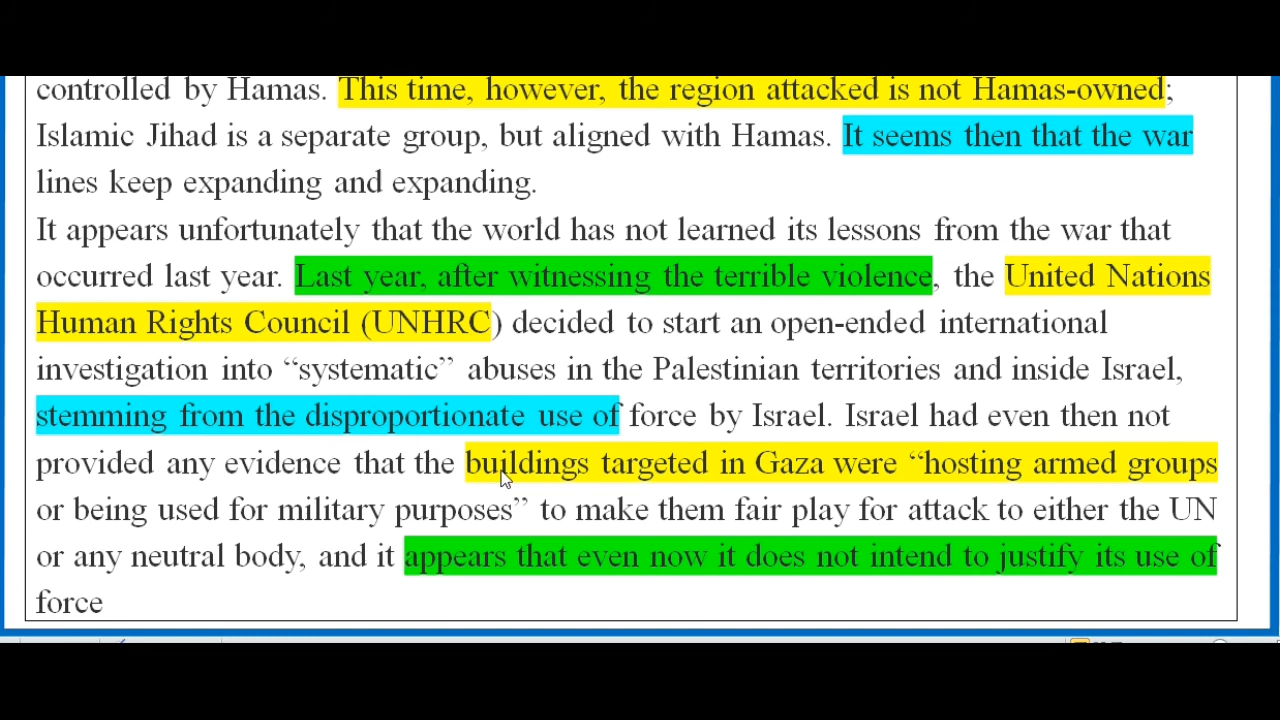 controlled by Hamas. This time, however, the region attacked is not Hamas-owned;
Islamic Jihad is a separate group, but aligned with Hamas. It seems then that the war
lines keep expanding and expanding.
It appears unfortunately that the world has not learned its lessons from the war that
occurred last year. Last year, after witnessing the terrible violence, the United Nations
Human Rights Council (UNHRC) decided to start an open-ended international
investigation into “systematic” abuses in the Palestinian territories and inside Israel,
stemming from the disproportionate use of force by Israel. Israel had even then not
provided any evidence that the buildings targeted in Gaza were “hosting armed groups
or being used for military purposes” to make them fair play for attack to either the UN
or any neutral body, and it appears that even now it does not intend to justify its use of
force